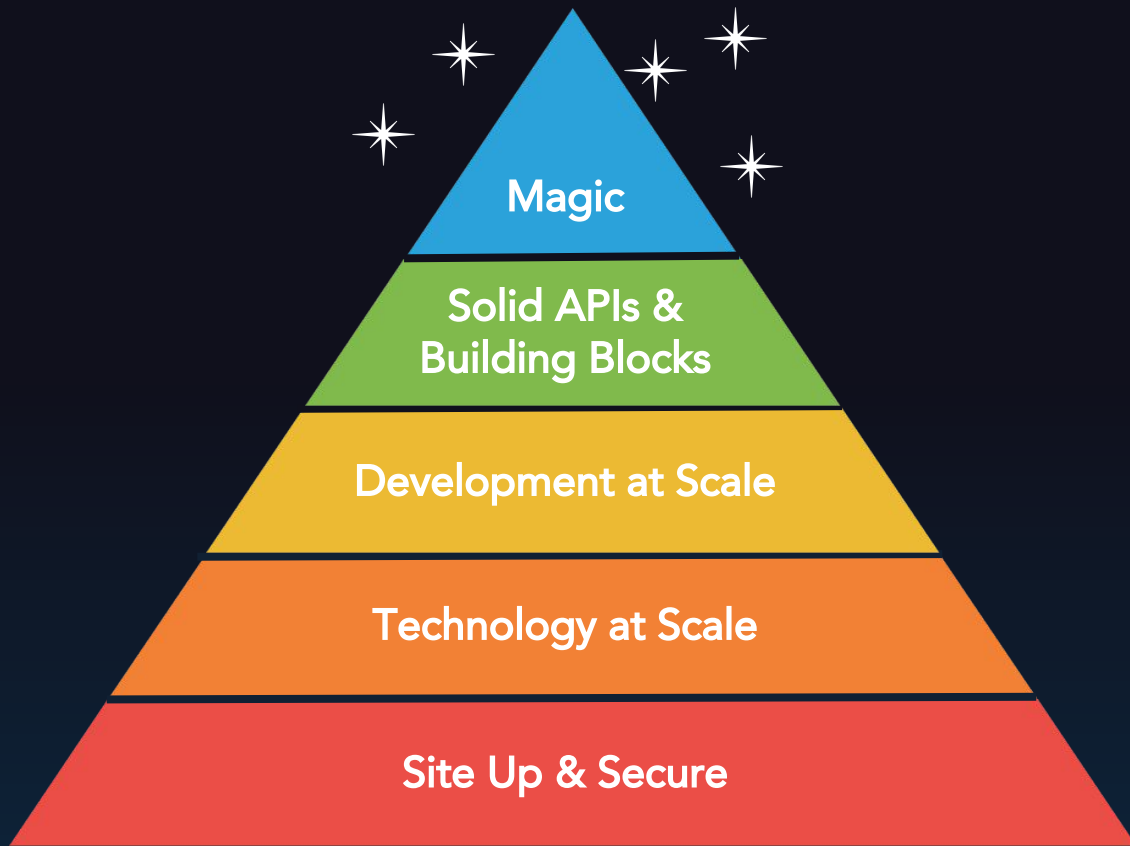 Magic
Solid APIs &
Building Blocks
Development at Scale
Technology at Scale
Site Up & Secure